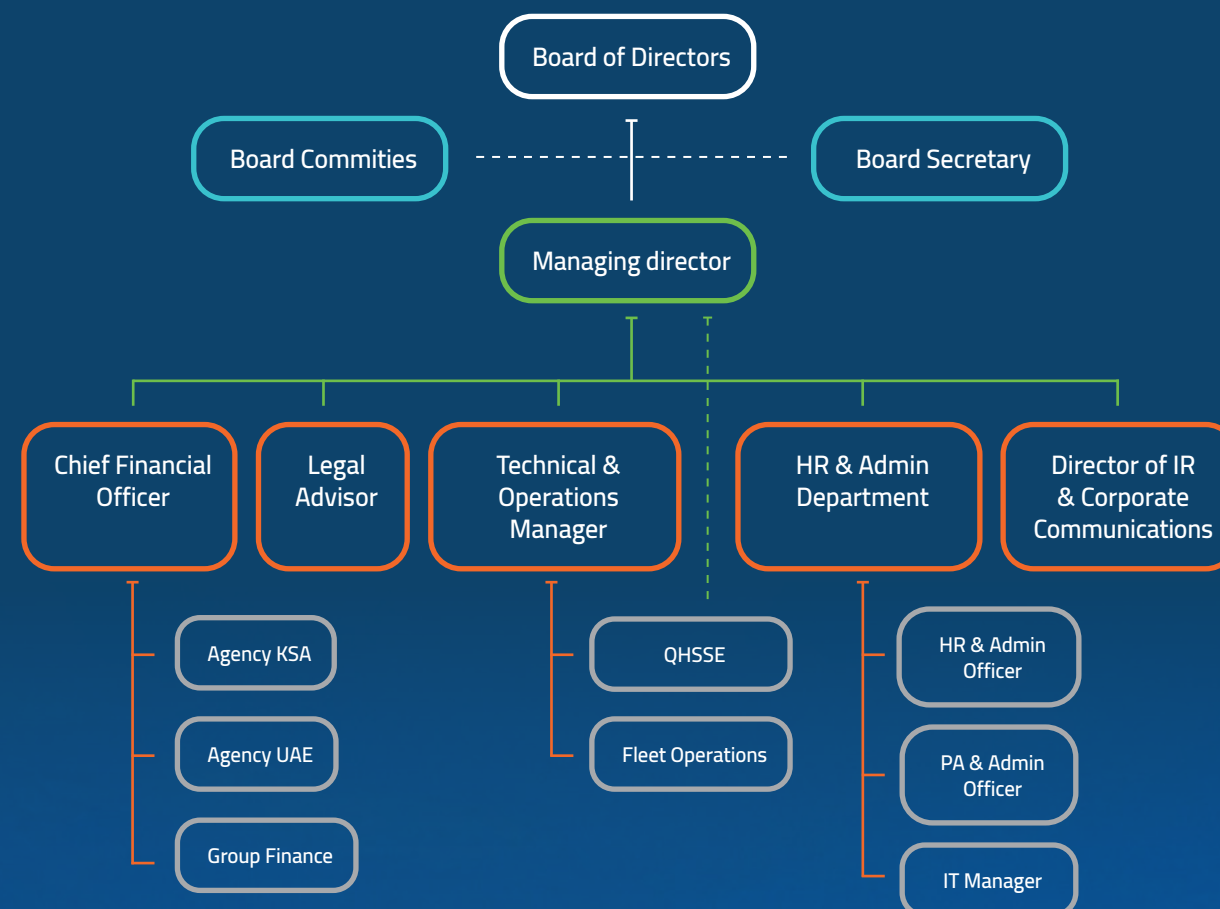 Board of Directors
Board Commities
Board Secretary
Managing director
Chief Financial
Officer
Legal
Advisor
Technical &
Operations
Manager
HR & Admin
Department
Director of IR
& Corporate
Communications
Agency KSA
Agency UAE
Group Finance
QHSSE
Fleet Operations
HR & Admin
Officer
PA & Admin
Officer
IT Manager